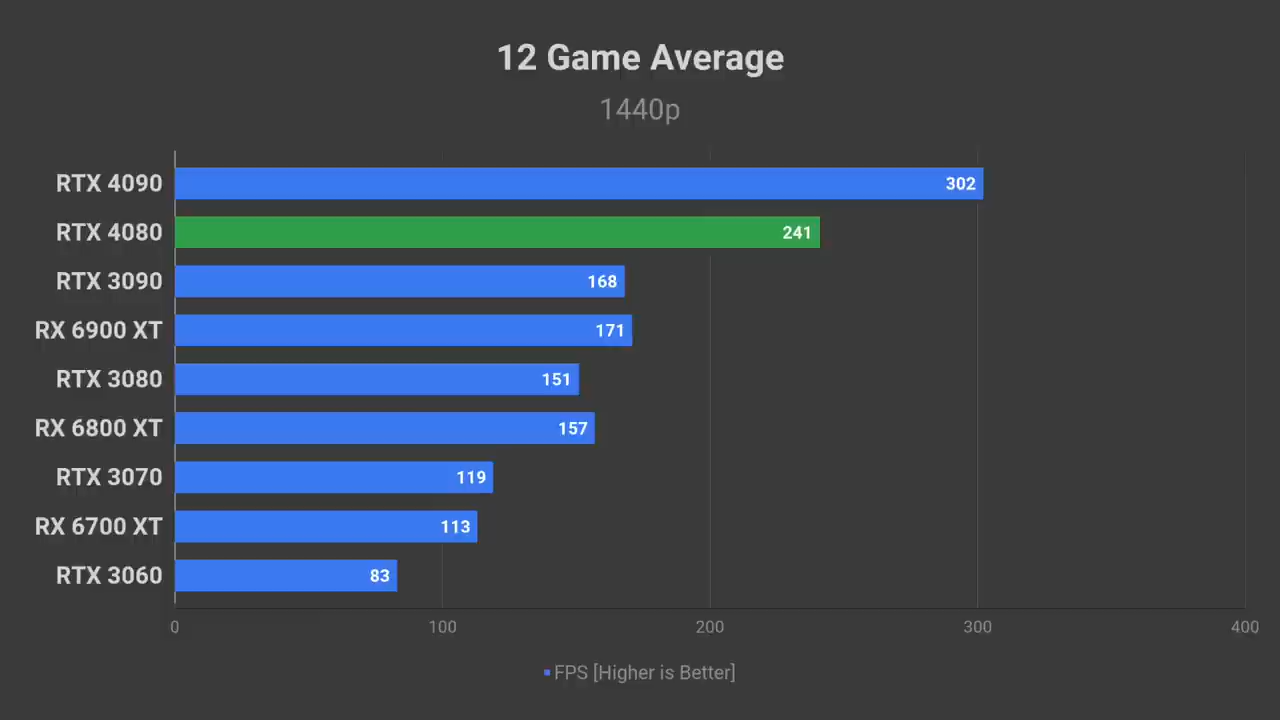 12 Game Average
1440p
RTX 4090 302
RTX 4080 241
RTX 3090 168
RX 6900 XT 171
RTX 3080 151
RX 6800 XT 157
RTX 3070 119
RX 6700 XT 113
RTX 3060 83
0 100 200 300 400
FPS [Higher is Better]